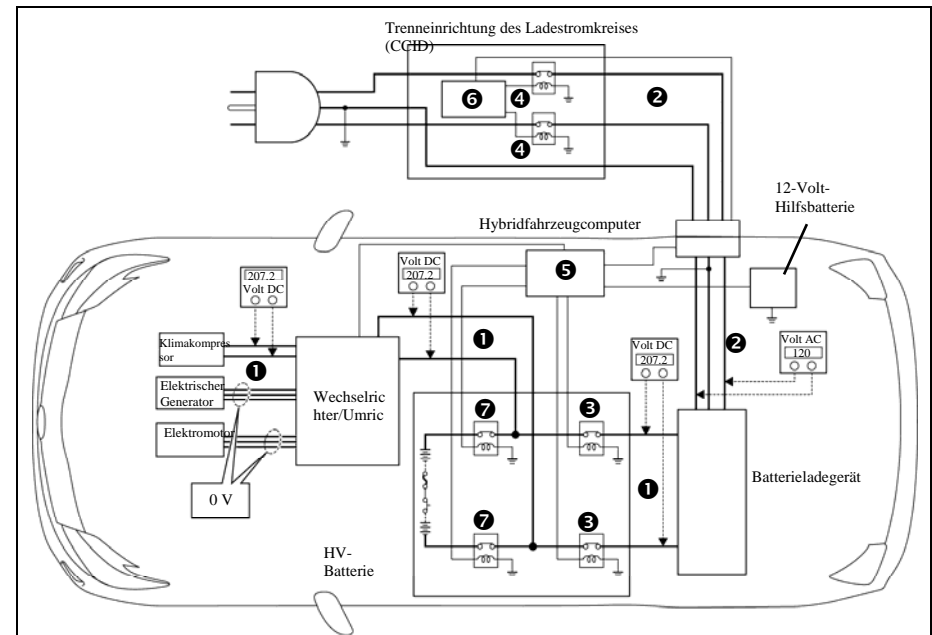 Trenneinrichtung des Ladestromkreises
(CCID)
❻
❹
❷
❹
12-Volt-
Hilfsbatterie
Hybridfahrzeugcomputer
❺
207.2
Volt DC
Volt DC
207.2
Klimakompres
sor
❶
❶
Volt DC
207.2
❷
Volt AC
120
Elektrischer
Generator
Wechselric
hter/Umric
Elektromotor
❼
❸
0 V
❶
Batterieladegerät
❼
❸
HV-
Batterie